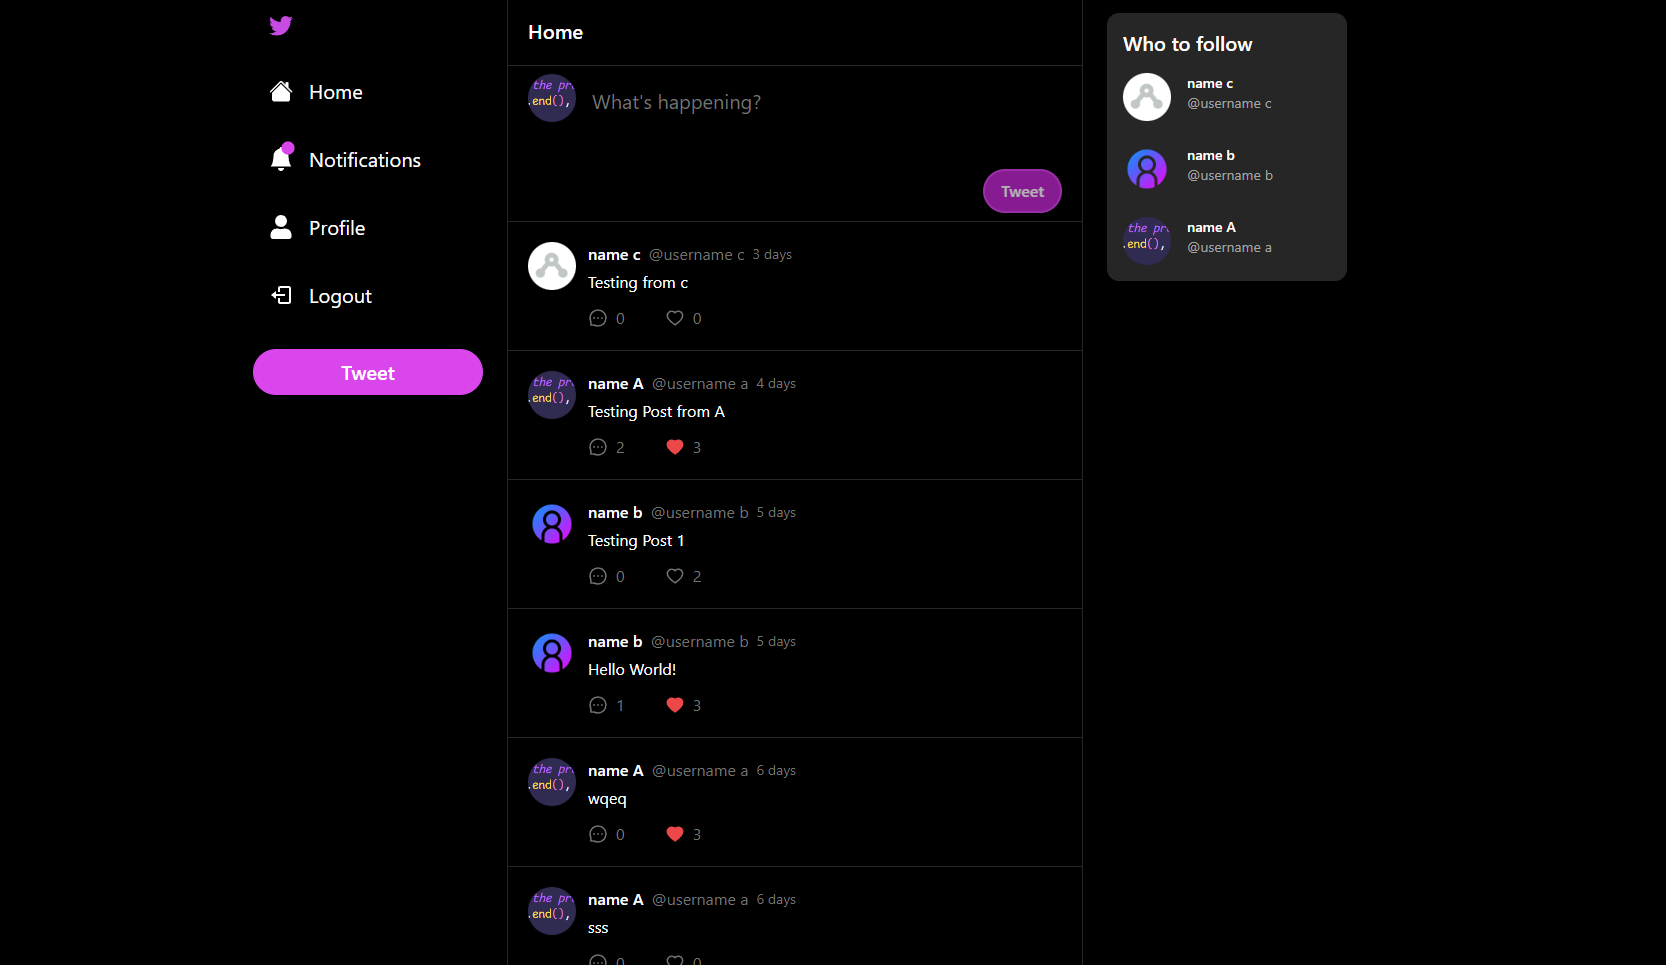 Home
Notifications
Profile
Logout
Tweet
Home
the pr
.end(),
What's happening?
Tweet
name c @username c 3 days
Testing from c
0 0
the pr
.end(),
name A @username a 4 days
Testing Post from A
2 3
name b @username b 5 days
Testing Post 1
0 2
name b @username b 5 days
Hello World!
1 3
the pr
.end(),
name A @username a 6 days
wqeq
0 3
the pr
.end(),
name A @username a 6 days
sss
0 0
Who to follow
name c
@username c
name b
@username b
the pr
.end(),
name A
@username a